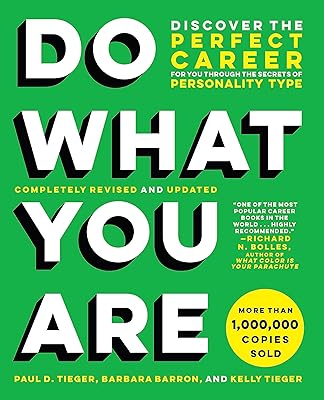 DO
WHAT
YOU
ARE
DISCOVER THE
PERFECT
CAREER
FOR YOU THROUGH THE SECRETS OF
PERSONALITY TYPE
COMPLETELY REVISED AND UPDATED
“ONE OF THE MOST
POPULAR CAREER
BOOKS IN THE
WORLD . . . HIGHLY
RECOMMENDED.”
—RICHARD
N. BOLLES,
AUTHOR OF
WHAT COLOR IS
YOUR PARACHUTE
MORE THAN
1,000,000
COPIES
SOLD
PAUL D. TIEGER, BARBARA BARRON, AND KELLY TIEGER